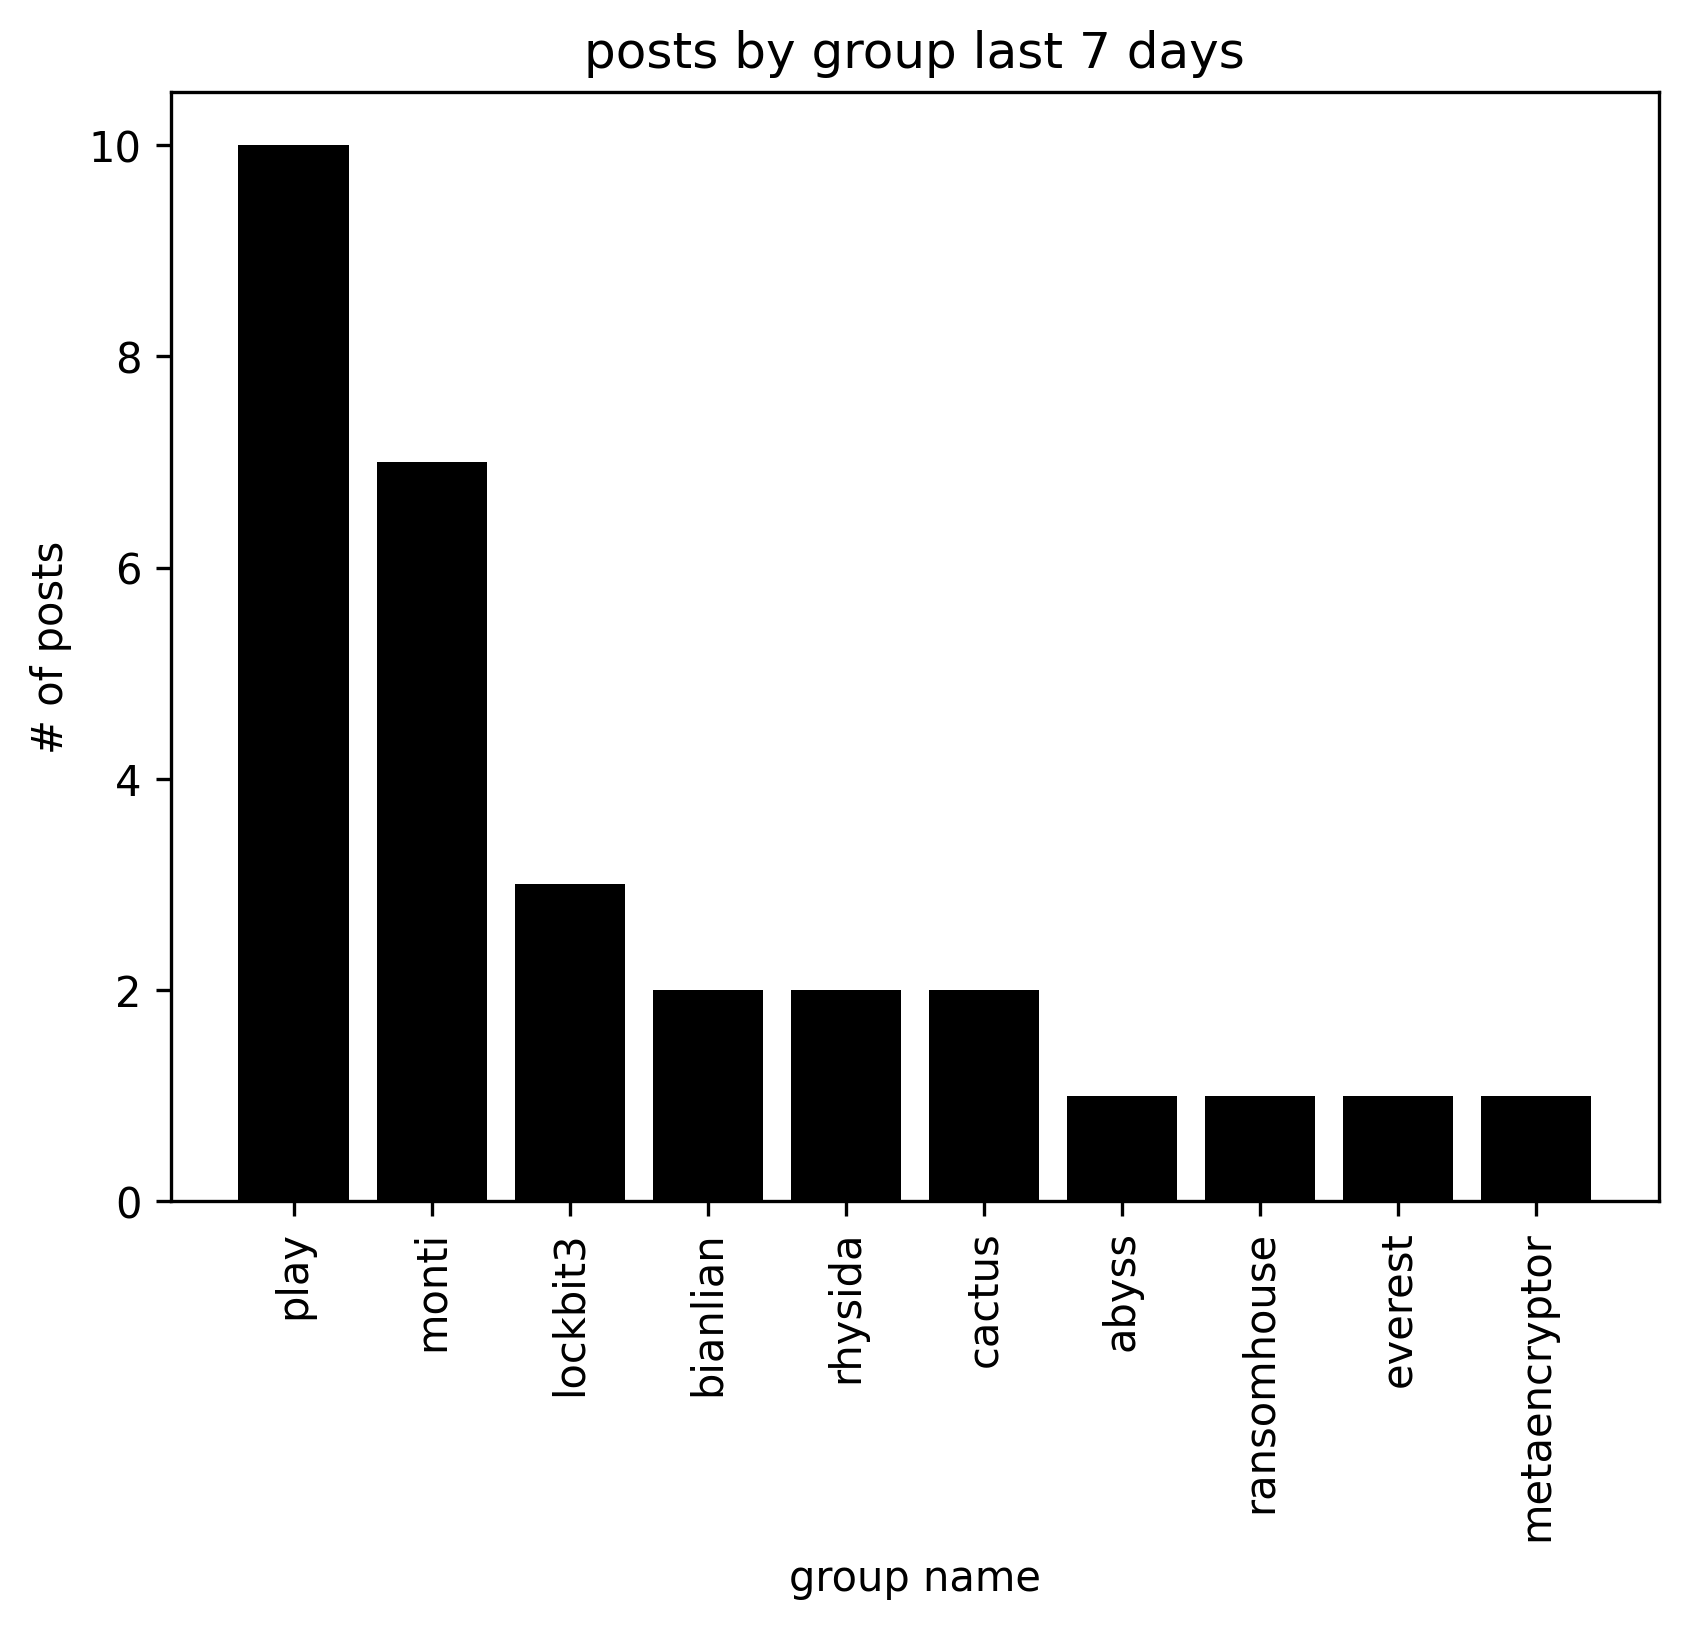 posts by group last 7 days
# of posts
10
8
6
4
2
0
play
monti
lockbit3
bianlian
rhysida
cactus
abyss
ransomhouse
everest
metaencryptor
group name